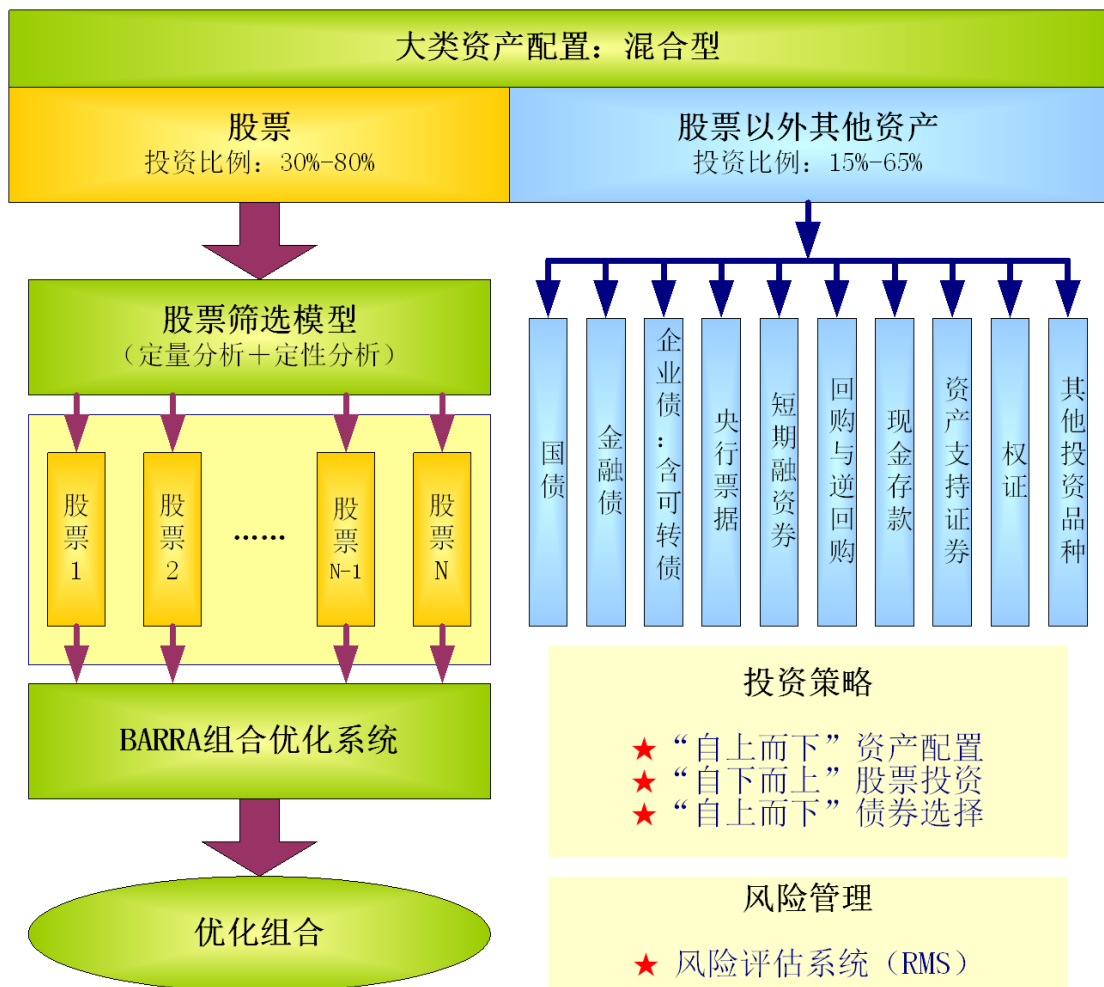 大类资产配置：混合型
股票
投资比例：30%-80%
股票以外其他资产
投资比例：15%-65%
股票筛选模型
（定量分析＋定性分析）
股票1
股票2
……
股票N-1
股票N
BARRA组合优化系统
优化组合
国债
金融债
企业债：含可转债
央行票据
短期融资券
回购与逆回购
现金存款
资产支持证券
权证
其他投资品种
投资策略
★ “自上而下”资产配置
★ “自下而上”股票投资
★ “自上而下”债券选择
风险管理
★ 风险评估系统（RMS）